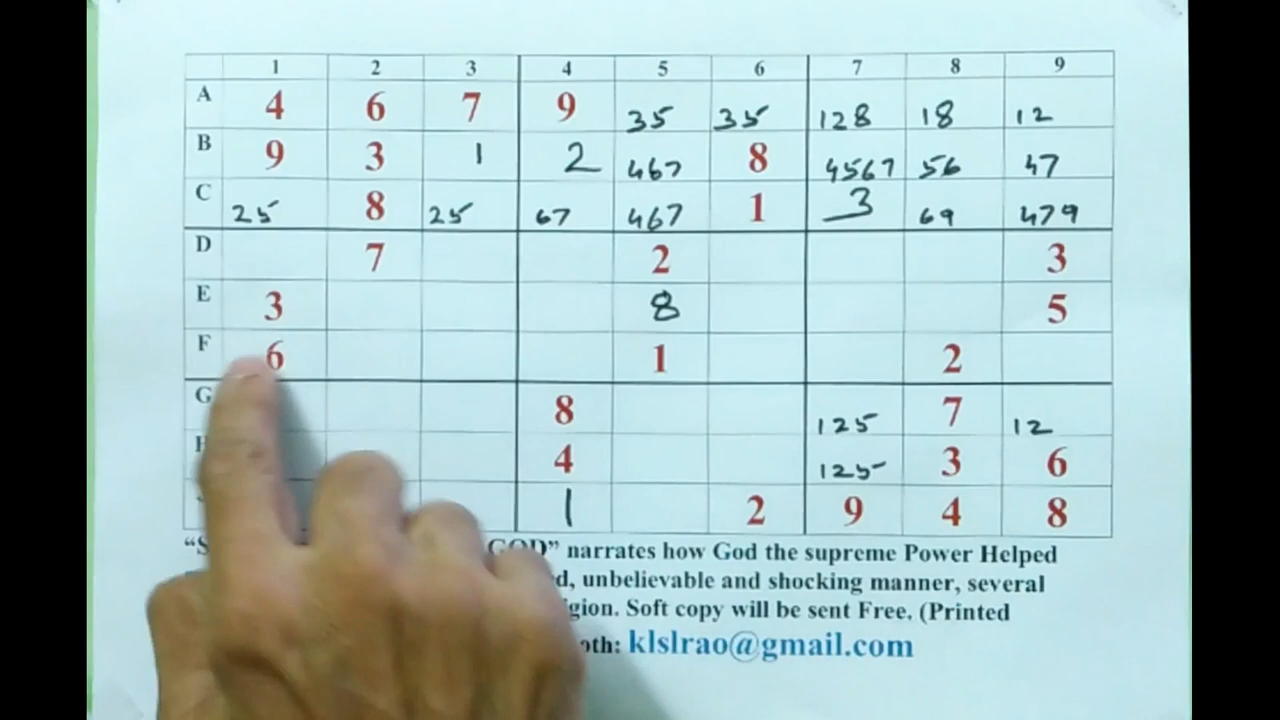 1 2 3 4 5 6 7 8 9
A 4 6 7 9 35 35 128 18 12
B 9 3 1 2 467 8 4567 56 47
C 25 8 25 67 467 1 3 69 479
D 7 2 3
E 3 8 5
F 6 1 2
G 8 125 7 12
4 125 3 6
1 2 9 4 8
GOD” narrates how God the supreme Power Helped
unbelievable and shocking manner, several
Soft copy will be sent Free. (Printed
klslrao@gmail.com